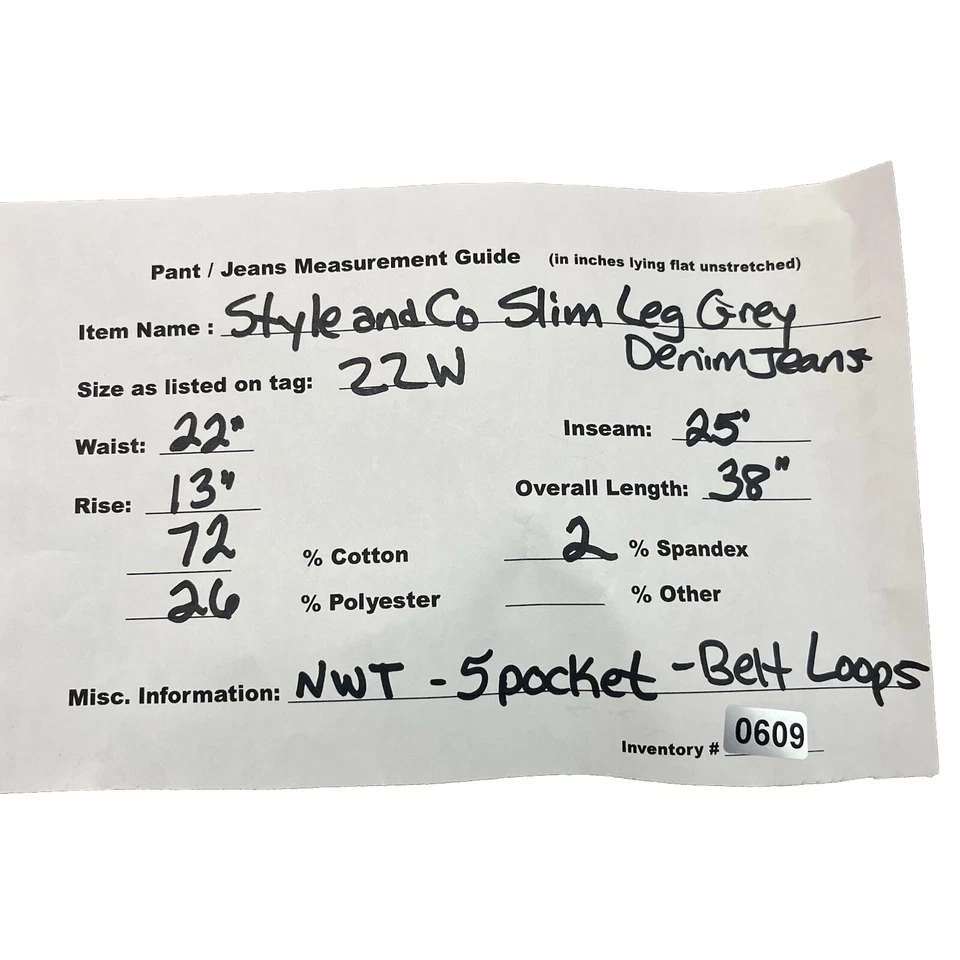 Pant / Jeans Measurement Guide (in inches lying flat unstretched)
Item Name : Style and Co Slim Leg Grey
Denim Jeans
Size as listed on tag: 22W
Waist: 22" Inseam: 25'
Rise: 13" Overall Length: 38"
72 % Cotton 2 % Spandex
26 % Polyester % Other
Misc. Information: NWT - 5 pocket - Belt Loops
Inventory # 0609